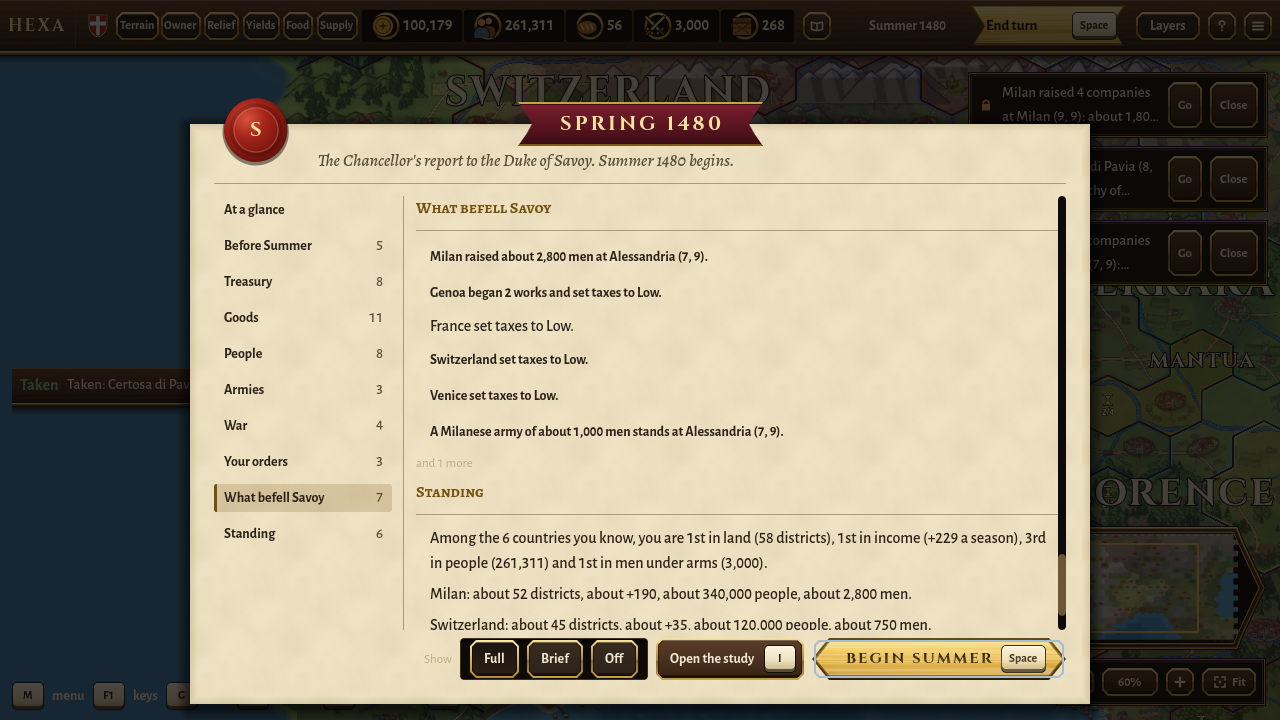 HEXA
Terrain Owner Relief Yields Food Supply
100,179 261,311 56 3,000 268
Summer 1480
End turn Space
Layers ?
SWITZERLAND
Milan raised 4 companies
at Milan (9, 9): about 1,80...
Go Close
S
SPRING 1480
The Chancellor's report to the Duke of Savoy. Summer 1480 begins.
di Pavia (8,
hy of...
Go Close
companies
(7, 9):...
Go Close
At a glance
Before Summer 5
Treasury 8
Goods 11
People 8
Armies 3
War 4
Your orders 3
What befell Savoy 7
Standing 6
What befell Savoy
Milan raised about 2,800 men at Alessandria (7, 9).
Genoa began 2 works and set taxes to Low.
France set taxes to Low.
Switzerland set taxes to Low.
Venice set taxes to Low.
A Milanese army of about 1,000 men stands at Alessandria (7, 9).
and 1 more
Standing
Among the 6 countries you know, you are 1st in land (58 districts), 1st in income (+229 a season), 3rd
in people (261,311) and 1st in men under arms (3,000).
Milan: about 52 districts, about +190, about 340,000 people, about 2,800 men.
Switzerland: about 45 districts, about +35, about 120,000 people, about 750 men.
Show Full Brief Off
Open the study I
BEGIN SUMMER Space
Taken Taken: Certosa di Pav
MANTUA
ORENCE
M menu F1 keys G
60% + Fit